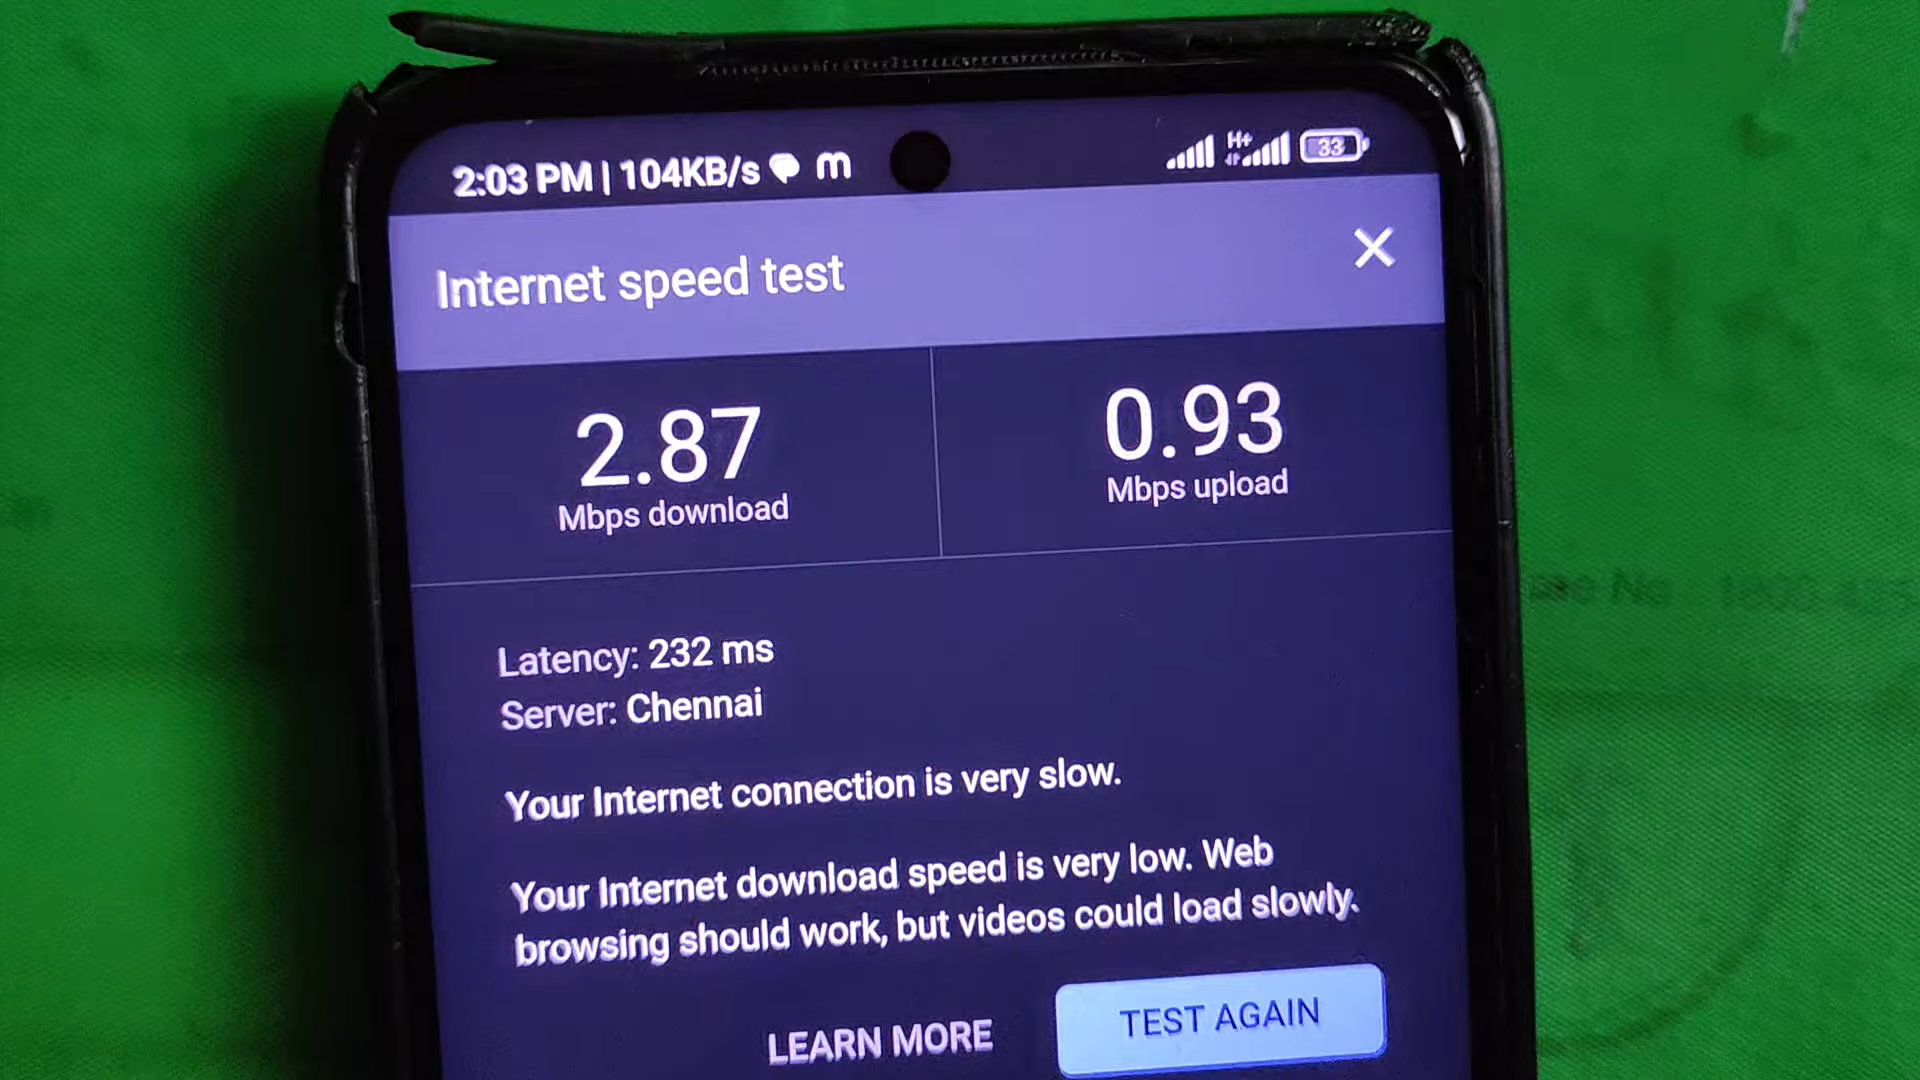 2:03 PM | 104KB/s m H+ 33
Internet speed test
2.87
Mbps download
0.93
Mbps upload
Latency: 232 ms
Server: Chennai
Your Internet connection is very slow.
Your Internet download speed is very low. Web
browsing should work, but videos could load slowly.
LEARN MORE
TEST AGAIN
No